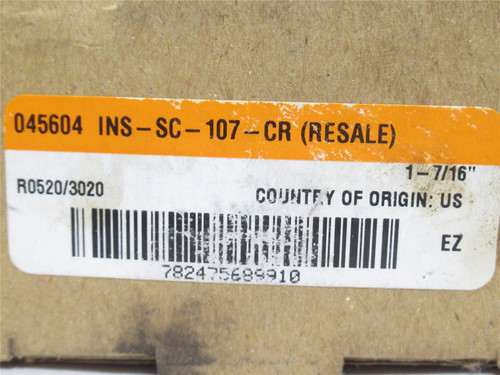 045604 INS-SC-107-CR (RESALE)
1-7/16"
R0520/3020
COUNTRY OF ORIGIN: US
EZ
782475689910